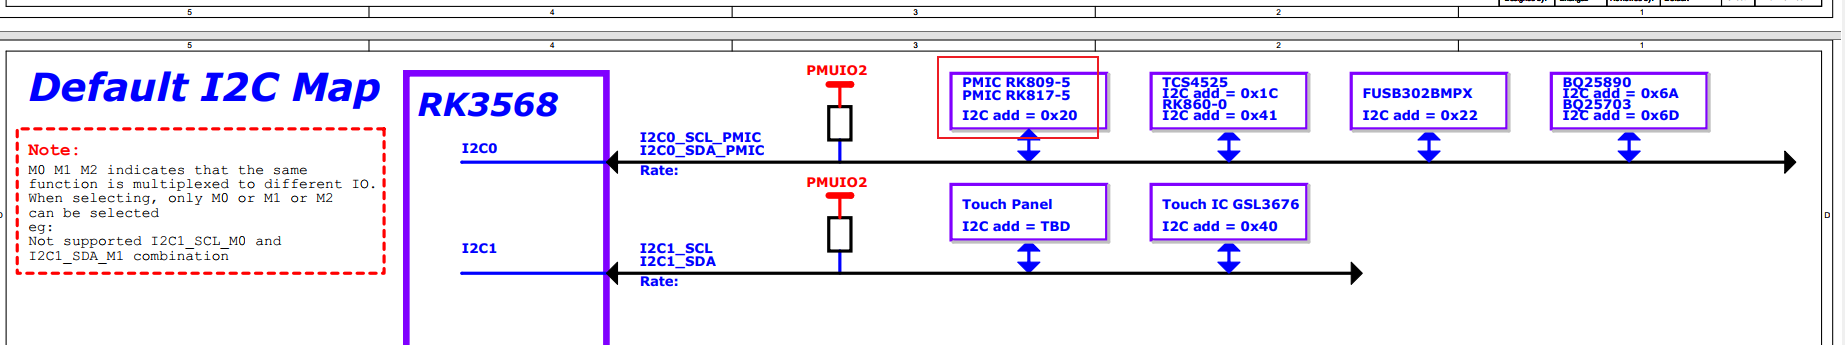 5 4 3 2 1
5 4 3 2 1
Default I2C Map
Note:
M0 M1 M2 indicates that the same
function is multiplexed to different IO.
When selecting, only M0 or M1 or M2
can be selected
eg:
Not supported I2C1_SCL_M0 and
I2C1_SDA_M1 combination
RK3568
I2C0
I2C0_SCL_PMIC
I2C0_SDA_PMIC
Rate:
PMUIO2
PMIC RK809-5
PMIC RK817-5
I2C add = 0x20
TCS4525
I2C add = 0x1C
RK860-0
I2C add = 0x41
FUSB302BMPX
I2C add = 0x22
BQ25890
I2C add = 0x6A
BQ25703
I2C add = 0x6D
I2C1
I2C1_SCL
I2C1_SDA
Rate:
PMUIO2
Touch Panel
I2C add = TBD
Touch IC GSL3676
I2C add = 0x40
D